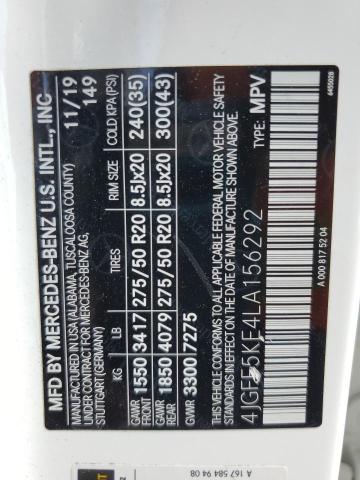 MFD BY MERCEDES-BENZ U.S. INTL., INC
MANUFACTURED IN USA (ALABAMA, TUSCALOOSA COUNTY) 11/19
UNDER CONTRACT FOR MERCEDES-BENZ AG, 149
STUTTGART (GERMANY)
KG LB TIRES RIM SIZE COLD KPA (PSI)
GAWR FRONT 1550 3417 275/50 R20 8.5Jx20 240(35)
GAWR REAR 1850 4079 275/50 R20 8.5Jx20 300(43)
GVWR 3300 7275
THIS VEHICLE CONFORMS TO ALL APPLICABLE FEDERAL MOTOR VEHICLE SAFETY
STANDARDS IN EFFECT ON THE DATE OF MANUFACTURE SHOWN ABOVE.
4JGFF5KE4LA156292 TYPE: MPV
6455028
A 000 817 52 04
A 167 584 94 08